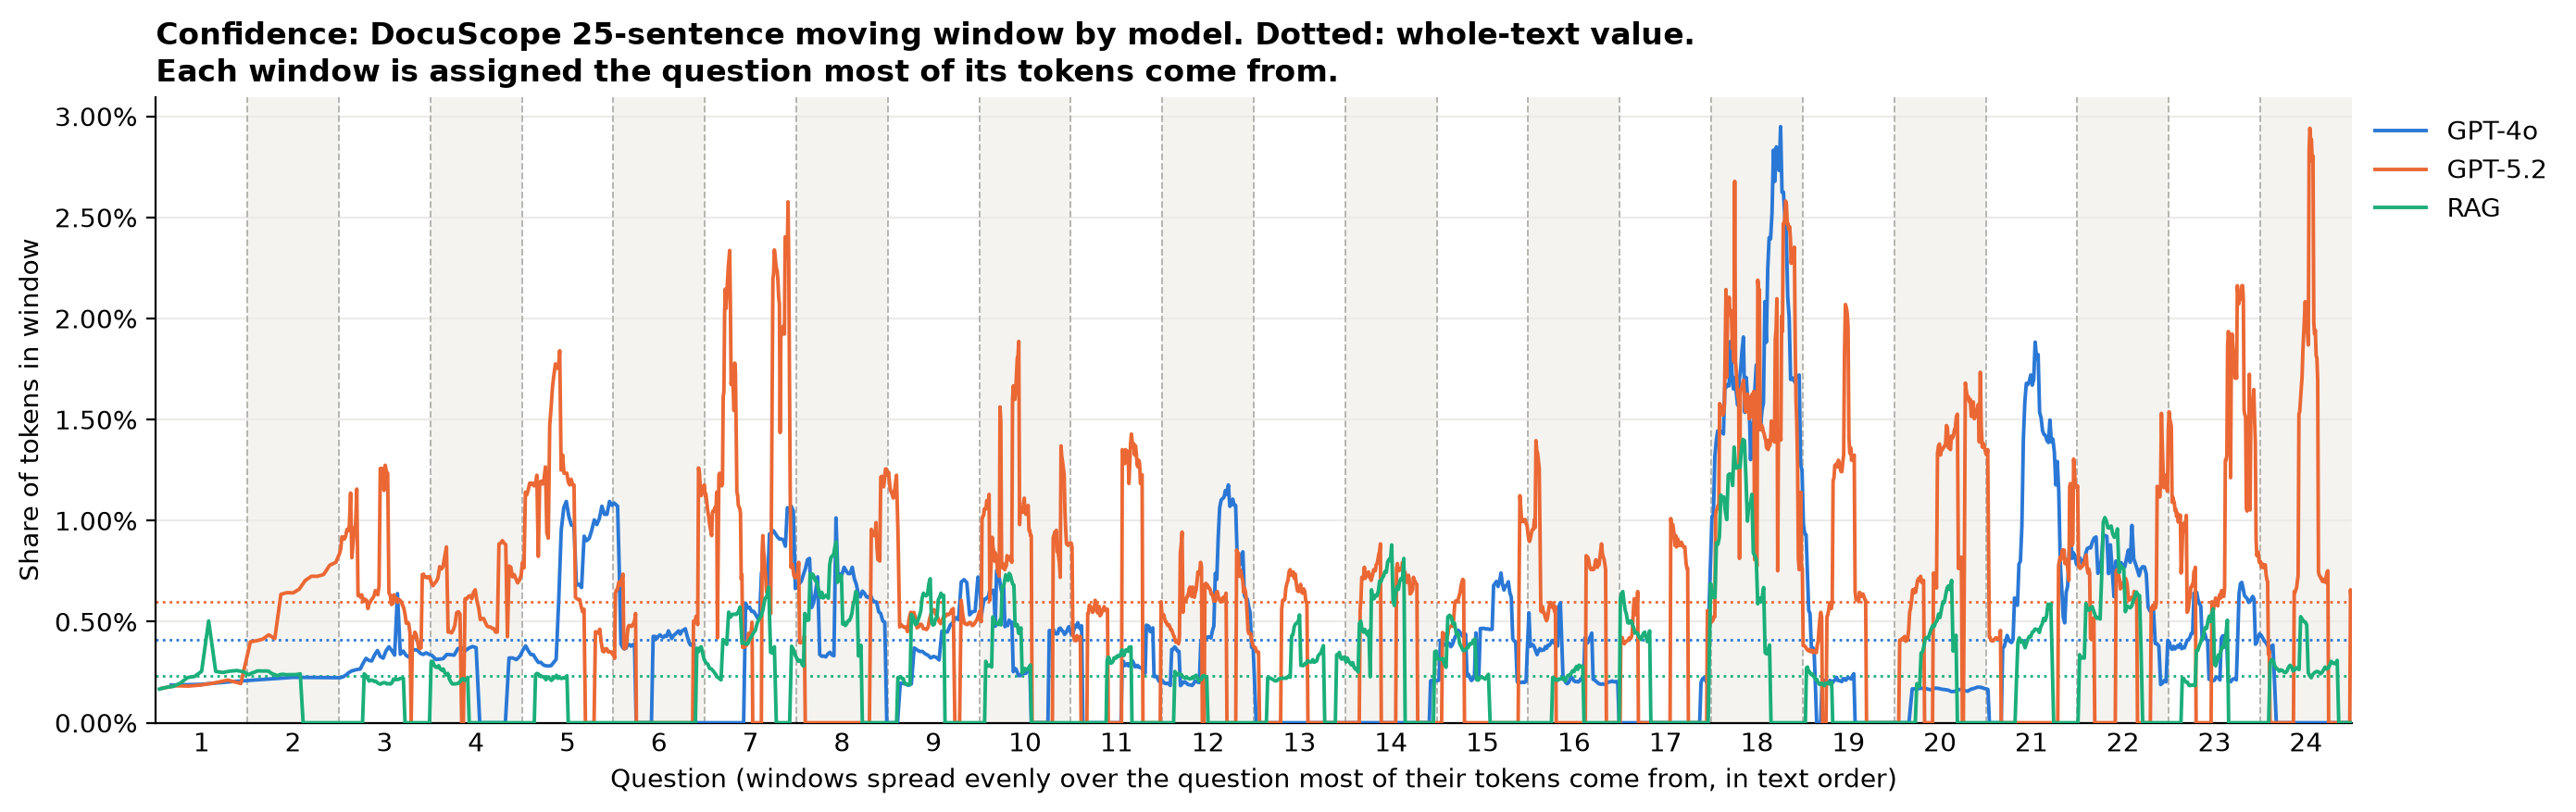 Confidence: DocuScope 25-sentence moving window by model. Dotted: whole-text value.
Each window is assigned the question most of its tokens come from.
3.00%
2.50%
2.00%
1.50%
1.00%
0.50%
0.00%
Share of tokens in window
1 2 3 4 5 6 7 8 9 10 11 12 13 14 15 16 17 18 19 20 21 22 23 24
Question (windows spread evenly over the question most of their tokens come from, in text order)
GPT-4o
GPT-5.2
RAG